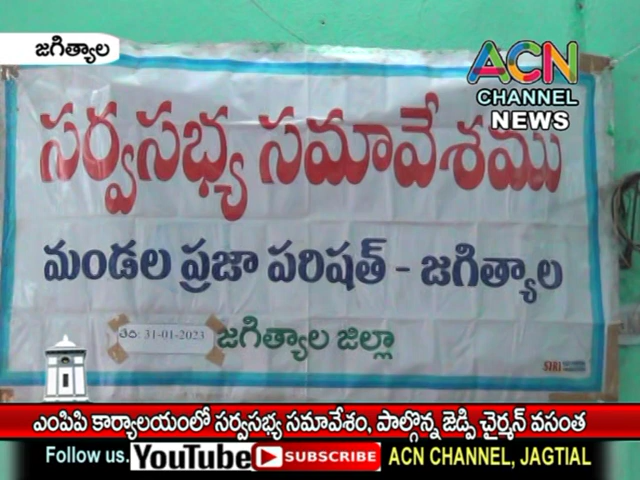 జగిత్యాల
ACN
CHANNEL
NEWS
సర్వసభ్య సమావేశము
మండల ప్రజా పరిషత్ - జగిత్యాల
తేది: 31-01-2023
జగిత్యాల జిల్లా
SIRI
ఎంపిపి కార్యాలయంలో సర్వసభ్య సమావేశం, పాల్గొన్న జెడ్పి చైర్మన్ వసంత
Follow us. YouTube SUBSCRIBE ACN CHANNEL, JAGTIAL